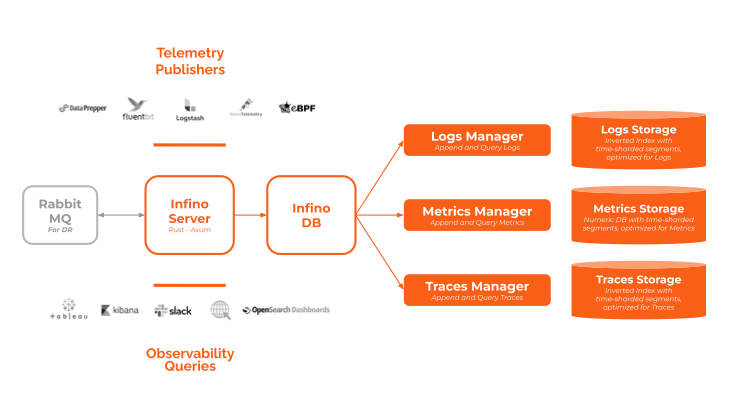 Telemetry
Publishers
Data Prepper
fluentbit
Logstash
OpenTelemetry
eBPF
Rabbit
MQ
For DR
Infino
Server
Rust - Axum
Infino
DB
Logs Manager
Append and Query Logs
Metrics Manager
Append and Query Metrics
Traces Manager
Append and Query Traces
Logs Storage
Inverted Index with
time-sharded segments,
optimized for Logs
Metrics Storage
Numeric DB with time-sharded
segments, optimized for Metrics
Traces Storage
Inverted Index with
time-sharded segments,
optimized for Traces
+ a b l e a u
kibana
slack
OpenSearch Dashboards
Observability
Queries